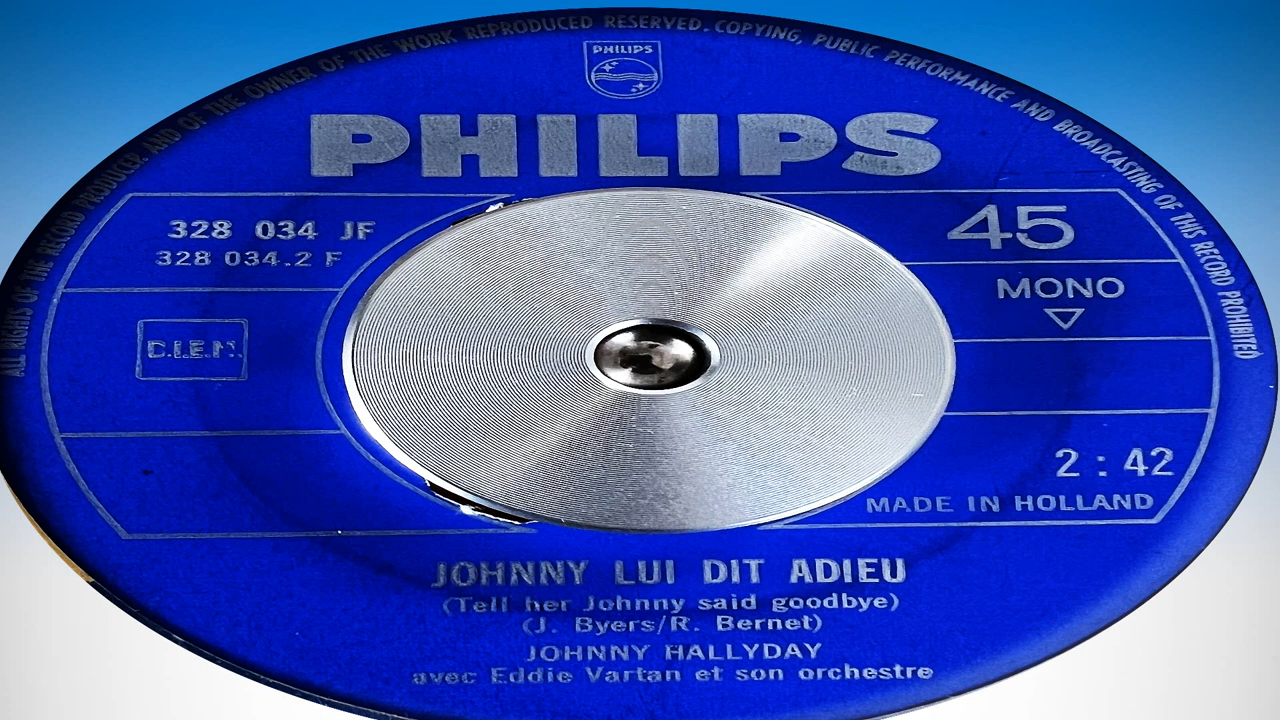 ALL RIGHTS OF THE RECORD PRODUCER AND OF THE OWNER OF THE WORK REPRODUCED RESERVED. COPYING, PUBLIC PERFORMANCE AND BROADCASTING OF THIS RECORD PROHIBITED
PHILIPS
PHILIPS
328 034 JF
328 034.2 F
D.I.E.M.
45
MONO
2 : 42
MADE IN HOLLAND
JOHNNY LUI DIT ADIEU
(Tell her Johnny said goodbye)
(J. Byers/R. Bernet)
JOHNNY HALLYDAY
avec Eddie Vartan et son orchestre